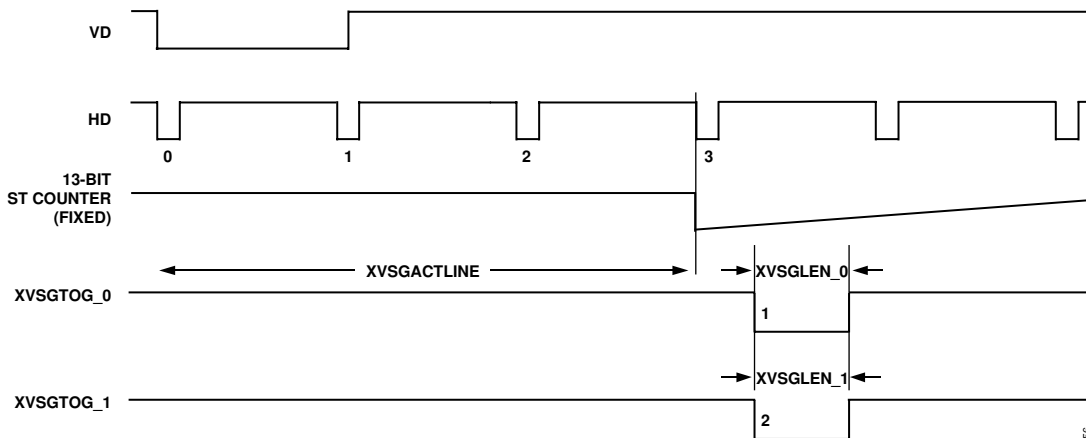 VD
HD
0 1 2 3
13-BIT
ST COUNTER
(FIXED)
XVSGACTLINE
XVSGLEN_0
XVSGTOG_0
1
XVSGLEN_1
XVSGTOG_1
2